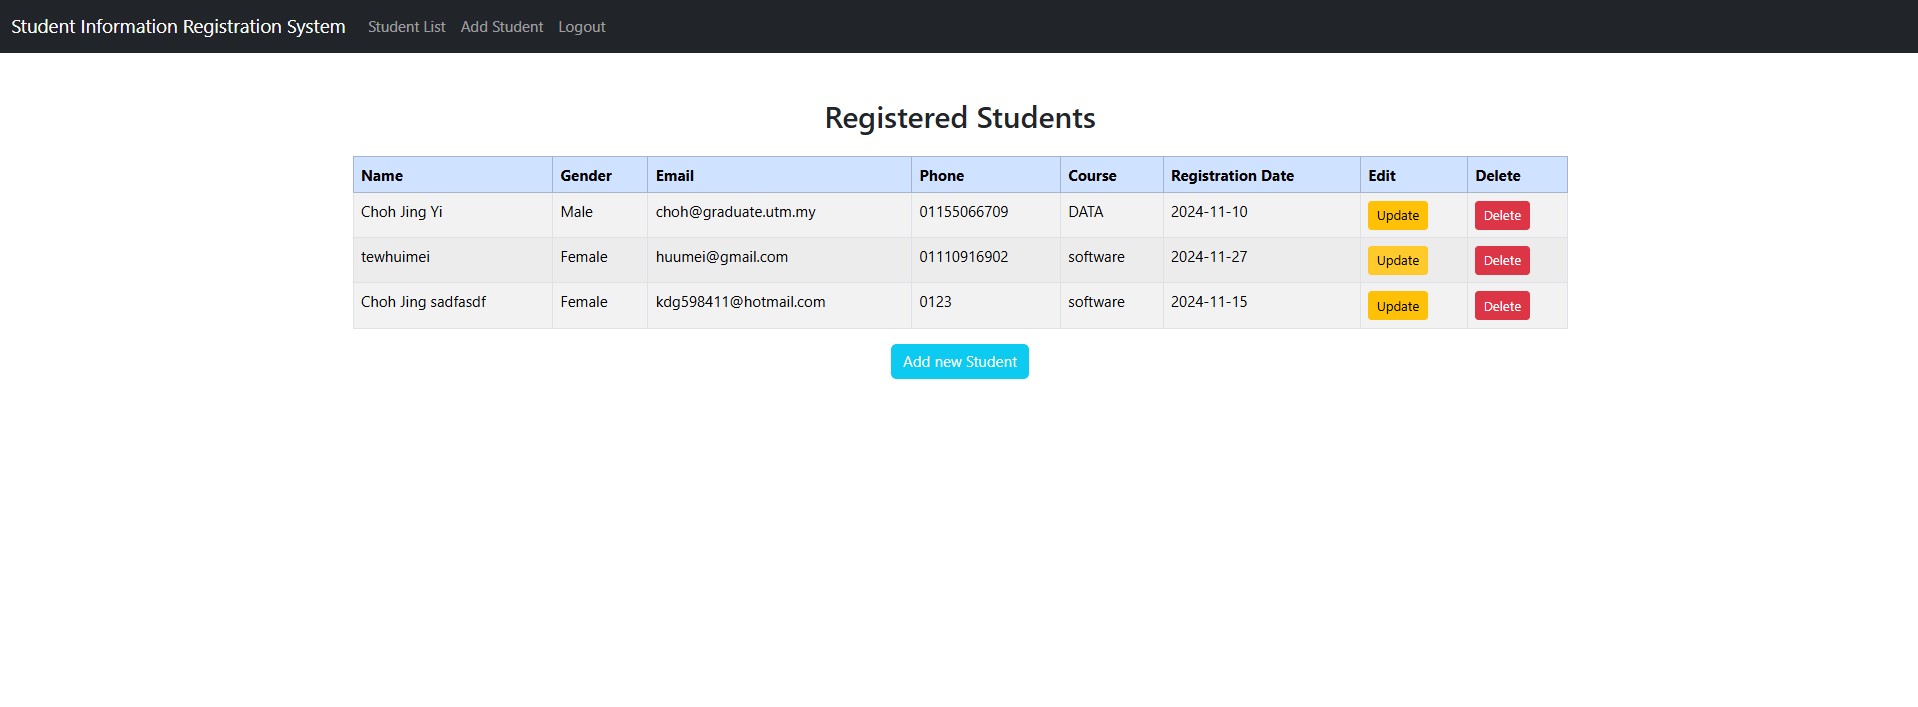 Student Information Registration System Student List Add Student Logout
Registered Students
Name Gender Email Phone Course Registration Date Edit Delete
Choh Jing Yi Male choh@graduate.utm.my 01155066709 DATA 2024-11-10 Update Delete
tewhuimei Female huumei@gmail.com 01110916902 software 2024-11-27 Update Delete
Choh Jing sadfasdf Female kdg598411@hotmail.com 0123 software 2024-11-15 Update Delete
Add new Student